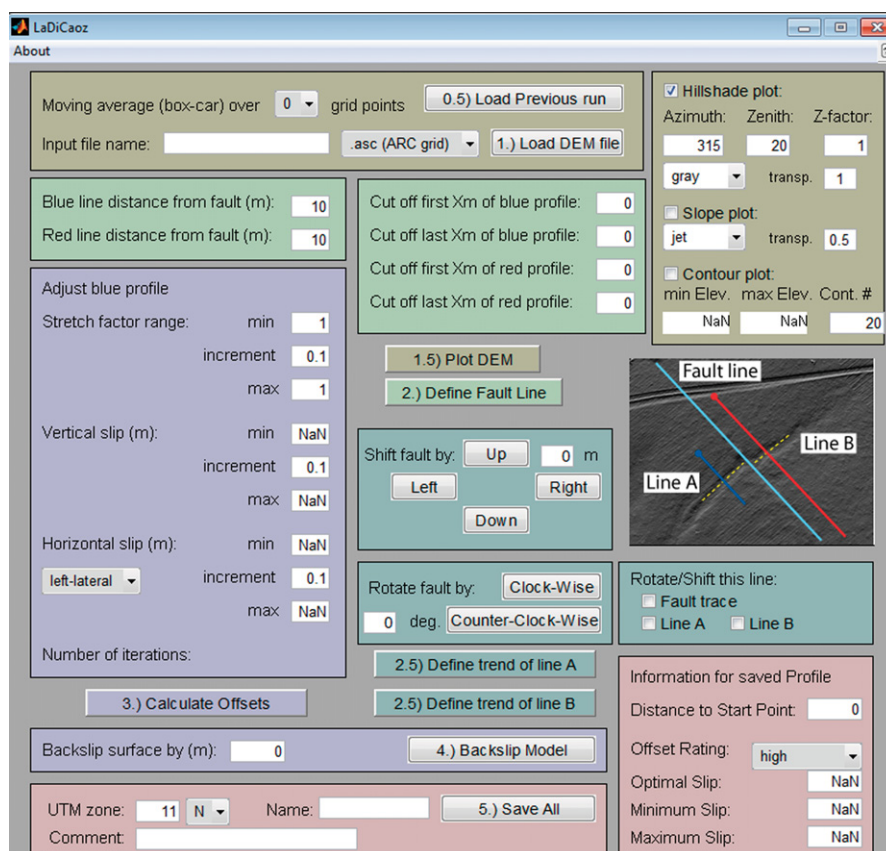 LaDiCaoz
About
Moving average (box-car) over 0 grid points 0.5) Load Previous run
Input file name: .asc (ARC grid) 1.) Load DEM file
Hillshade plot:
Azimuth: Zenith: Z-factor:
315 20 1
gray transp. 1
Slope plot:
jet transp. 0.5
Contour plot:
min Elev. max Elev. Cont. #
NaN NaN 20
Blue line distance from fault (m): 10
Red line distance from fault (m): 10
Cut off first Xm of blue profile: 0
Cut off last Xm of blue profile: 0
Cut off first Xm of red profile: 0
Cut off last Xm of red profile: 0
Adjust blue profile
Stretch factor range: min 1
increment 0.1
max 1
Vertical slip (m): min NaN
increment 0.1
max NaN
Horizontal slip (m): min NaN
left-lateral increment 0.1
max NaN
Number of iterations:
3.) Calculate Offsets
1.5) Plot DEM
2.) Define Fault Line
Shift fault by: Up 0 m
Left Right
Down
Rotate fault by: Clock-Wise
0 deg. Counter-Clock-Wise
2.5) Define trend of line A
2.5) Define trend of line B
Fault line
Line B
Line A
Rotate/Shift this line:
Fault trace
Line A Line B
Backslip surface by (m): 0 4.) Backslip Model
UTM zone: 11 N Name: 5.) Save All
Comment:
Information for saved Profile
Distance to Start Point: 0
Offset Rating: high
Optimal Slip: NaN
Minimum Slip: NaN
Maximum Slip: NaN